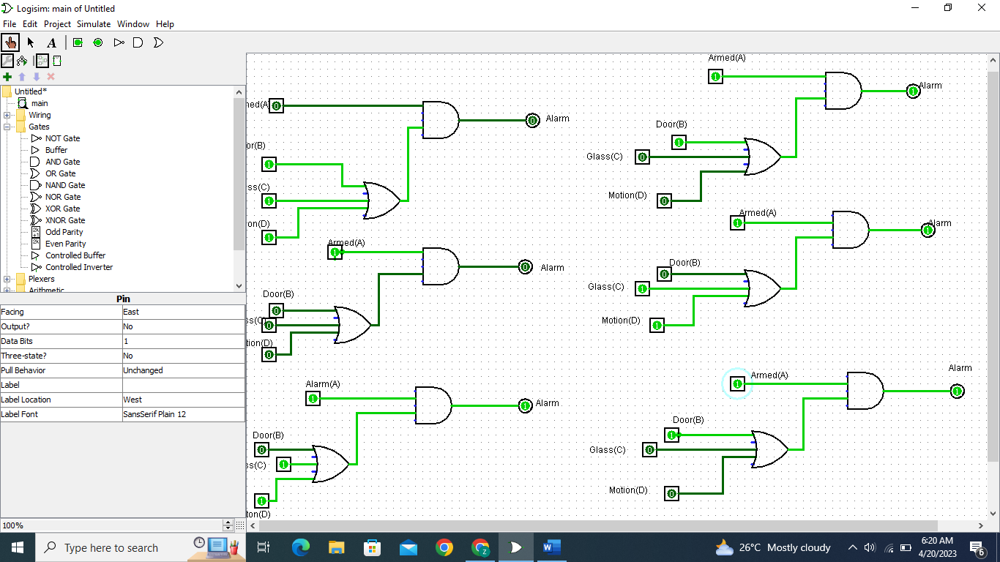 Logisim: main of Untitled
File Edit Project Simulate Window Help
A
Untitled*
main
Wiring
Gates
NOT Gate
Buffer
AND Gate
OR Gate
NAND Gate
NOR Gate
XOR Gate
XNOR Gate
Odd Parity
Even Parity
Controlled Buffer
Controlled Inverter
Plexers
Arithmetic
Pin
Facing East
Output? No
Data Bits 1
Three-state? No
Pull Behavior Unchanged
Label
Label Location West
Label Font SansSerif Plain 12
100%
med(A)
0
0 Alarm
or(B)
1
ss(C)
1
on(D)
1
Armed(A)
1
0 Alarm
Door(B)
0
ss(C)
0
tion(D)
0
Alarm(A)
1
1 Alarm
Door(B)
0
ss(C)
1
1
ton(D)
Armed(A)
1
1 Alarm
Door(B)
1
Glass(C) 0
Motion(D) 0
Armed(A)
1
1 Alarm
Door(B)
0
Glass(C) 1
Motion(D) 1
Alarm
1 Armed(A)
1
Door(B)
1
Glass(C) 0
Motion(D) 0
Type here to search
26°C Mostly cloudy
6:20 AM
4/20/2023
6